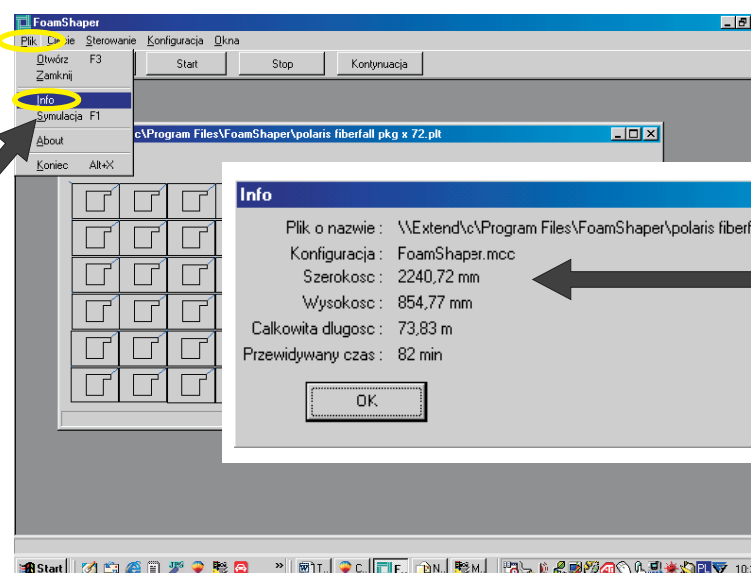 FoamShaper
Plik Sterowanie Konfiguracja Okna
Otwórz F3
Start Stop Kontynuacja
Zamknij
Info
Symulacja F1
About
Koniec Alt+X
c\Program Files\FoamShaper\polaris fiberfall pkg x 72.plt
Info
Plik o nazwie : \\Extend\c\Program Files\FoamShaper\polaris fiberf
Konfiguracja : FoamShaper.mcc
Szerokosc : 2240,72 mm
Wysokosc : 854,77 mm
Calkowita dlugosc : 73,83 m
Przewidywany czas : 82 min
OK
Start » T.. C.. F.. N.. M.. PL 10: